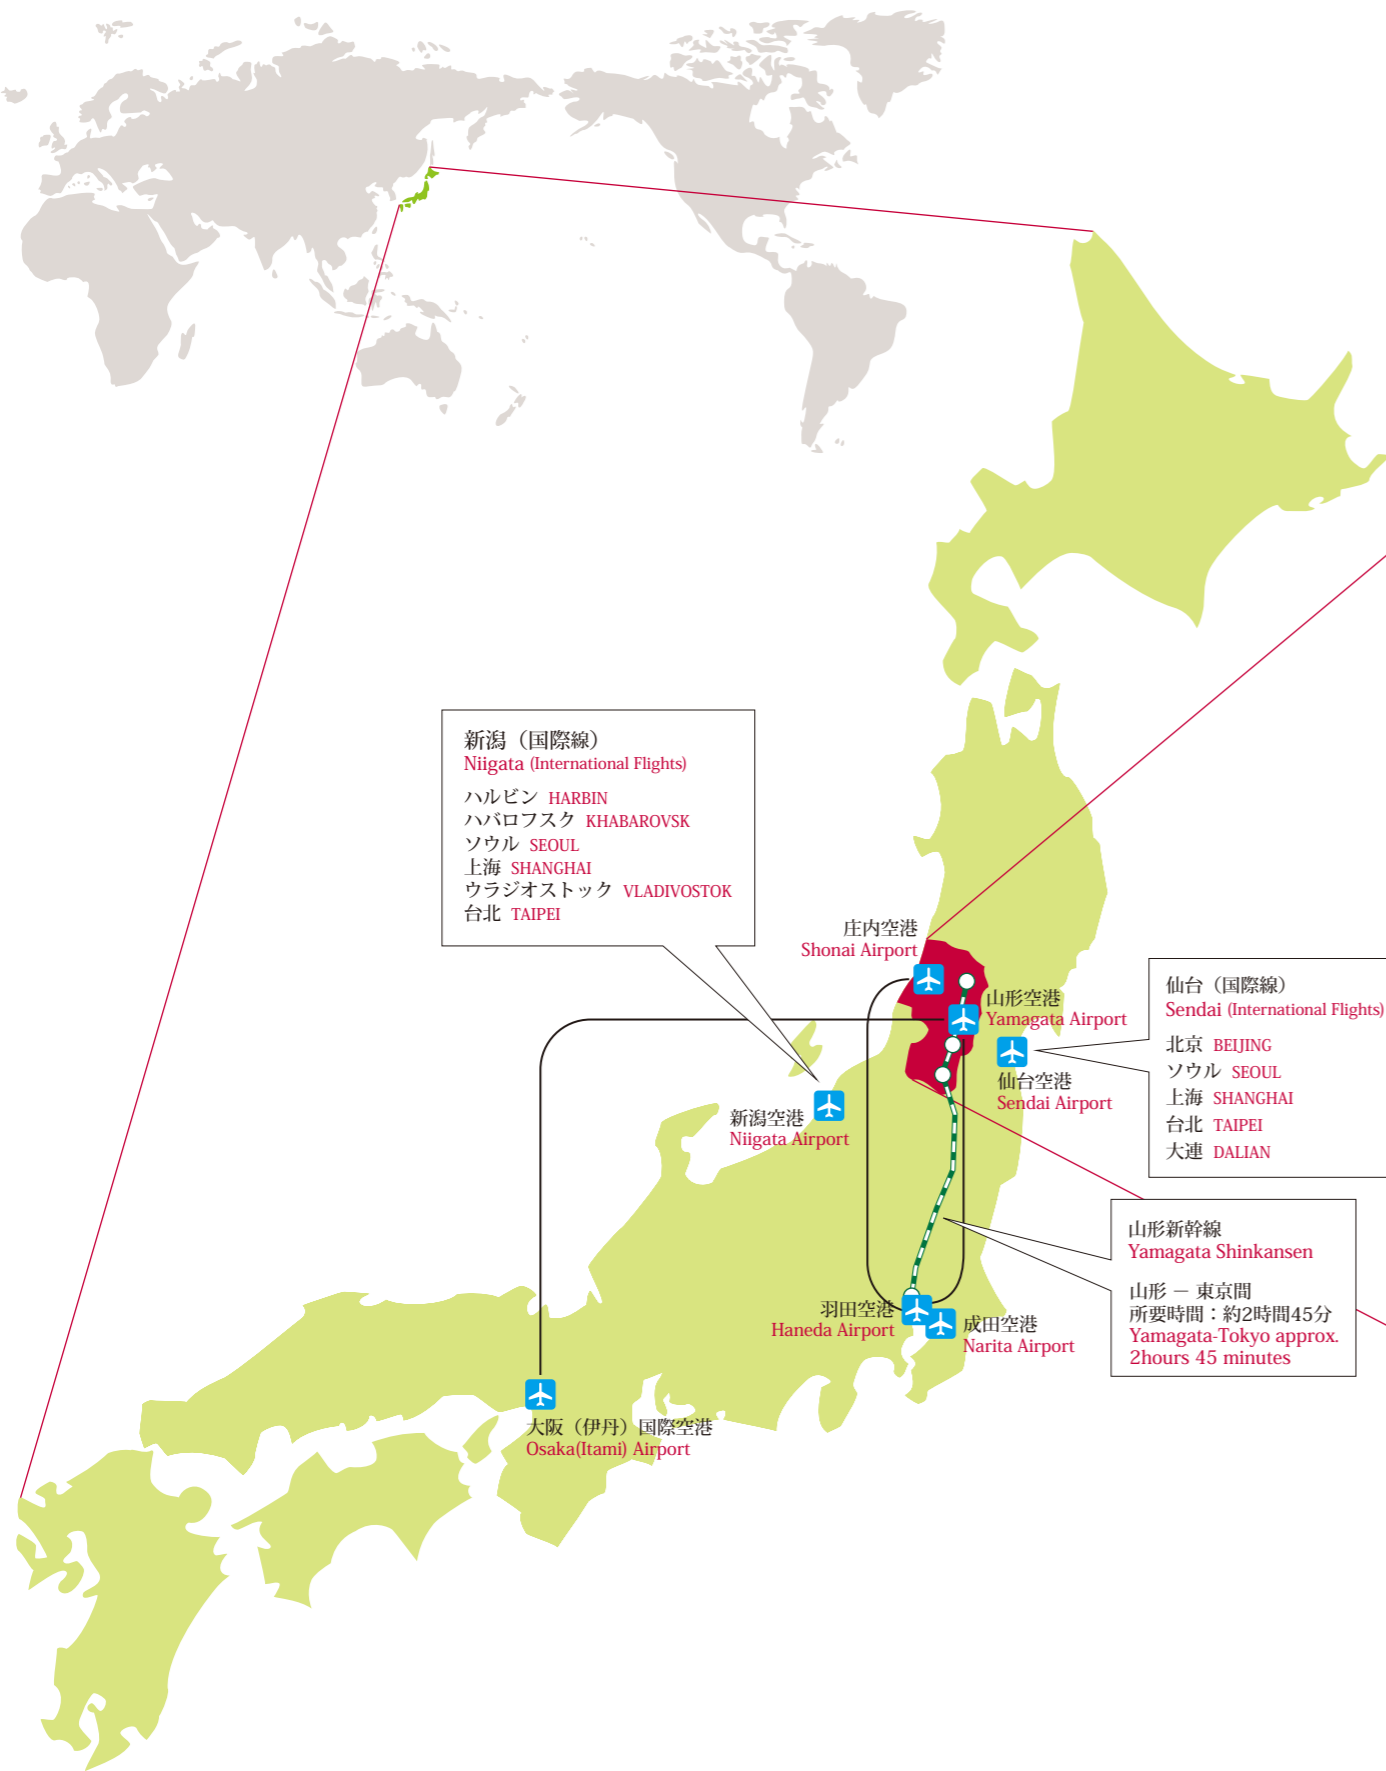 新潟（国際線）
Niigata (International Flights)
ハルビン HARBIN
ハバロフスク KHABAROVSK
ソウル SEOUL
上海 SHANGHAI
ウラジオストック VLADIVOSTOK
台北 TAIPEI
庄内空港
Shonai Airport
山形空港
Yamagata Airport
仙台（国際線）
Sendai (International Flights)
北京 BEIJING
ソウル SEOUL
上海 SHANGHAI
台北 TAIPEI
大連 DALIAN
仙台空港
Sendai Airport
新潟空港
Niigata Airport
山形新幹線
Yamagata Shinkansen
山形 － 東京間
所要時間：約2時間45分
Yamagata-Tokyo approx.
2hours 45 minutes
羽田空港
Haneda Airport
成田空港
Narita Airport
大阪（伊丹）国際空港
Osaka(Itami) Airport